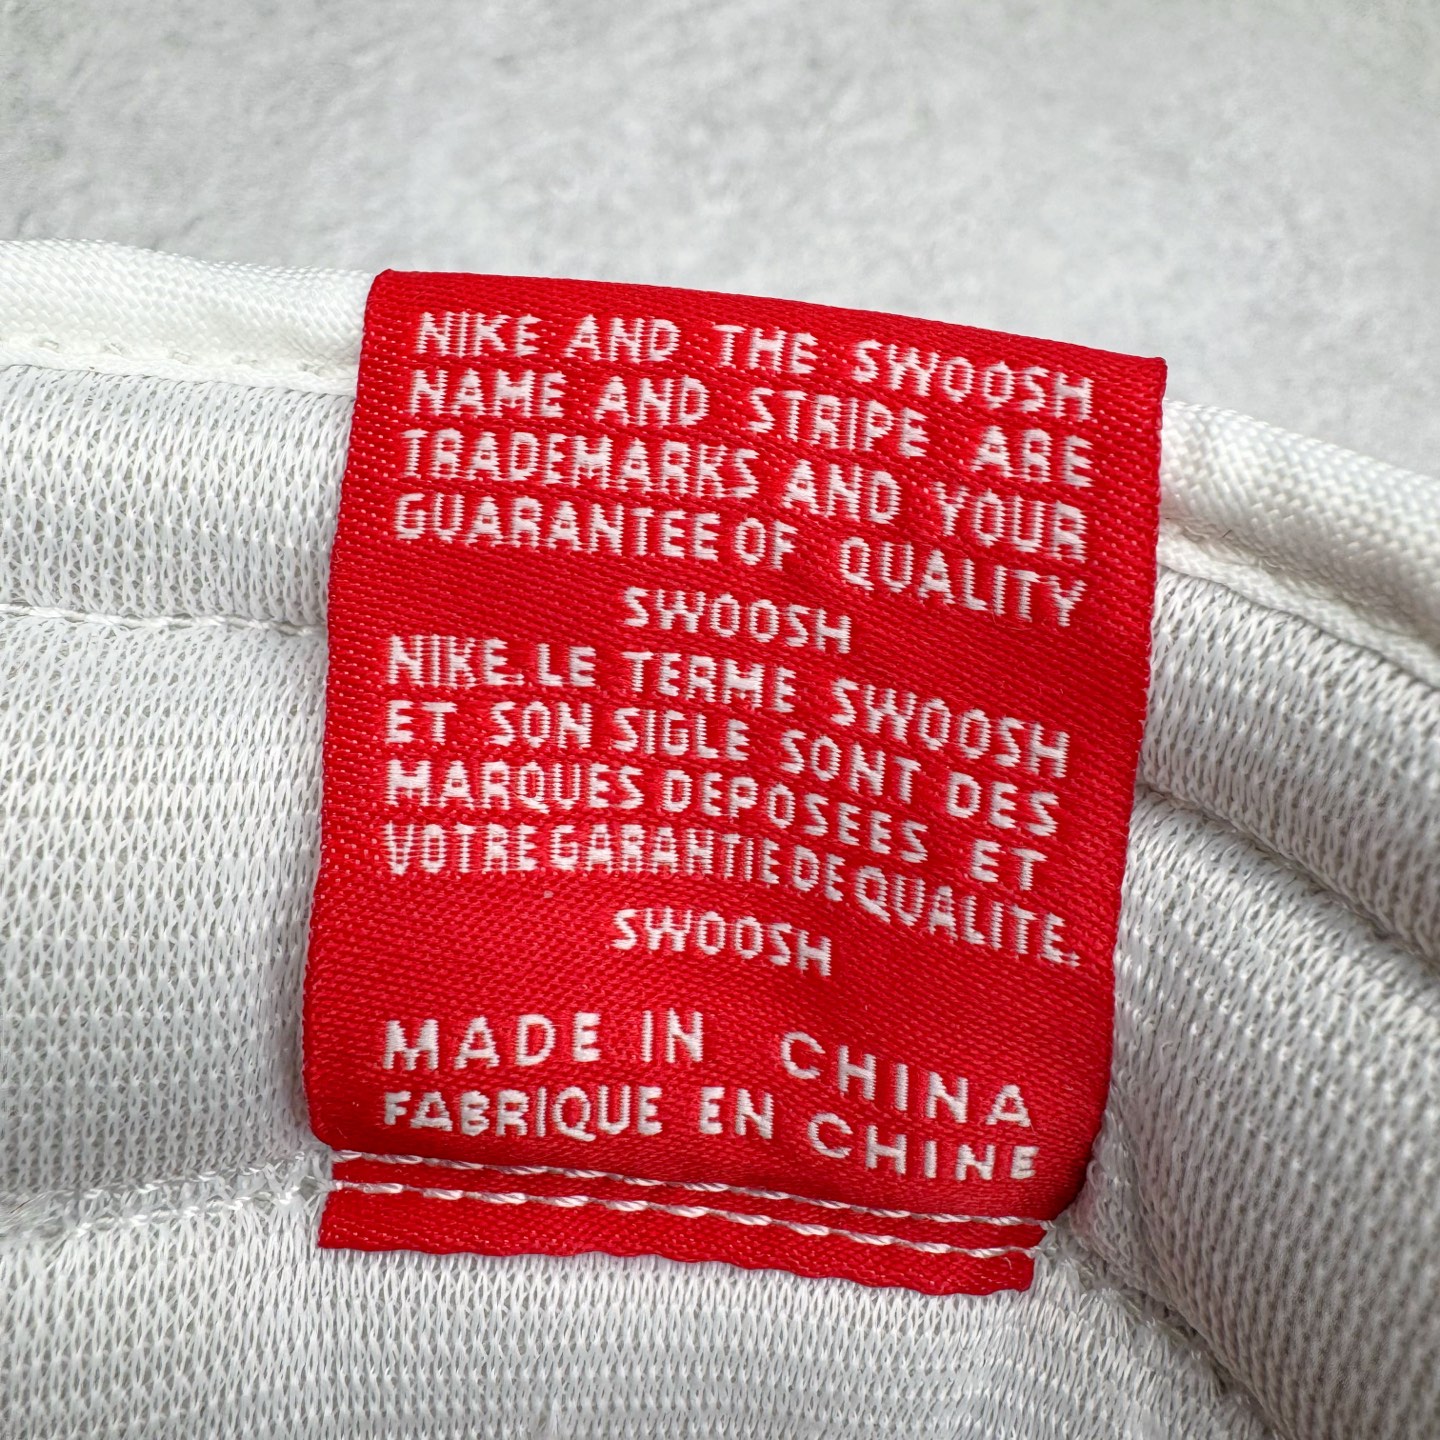 NIKE AND THE SWOOSH
NAME AND STRIPE ARE
TRADEMARKS AND YOUR
GUARANTEE OF QUALITY
SWOOSH
NIKE.LE TERME SWOOSH
ET SON SIGLE SONT DES
MARQUES DEPOSEES ET
VOTRE GARANTIE DE QUALITE.
SWOOSH
MADE IN CHINA
FABRIQUE EN CHINE